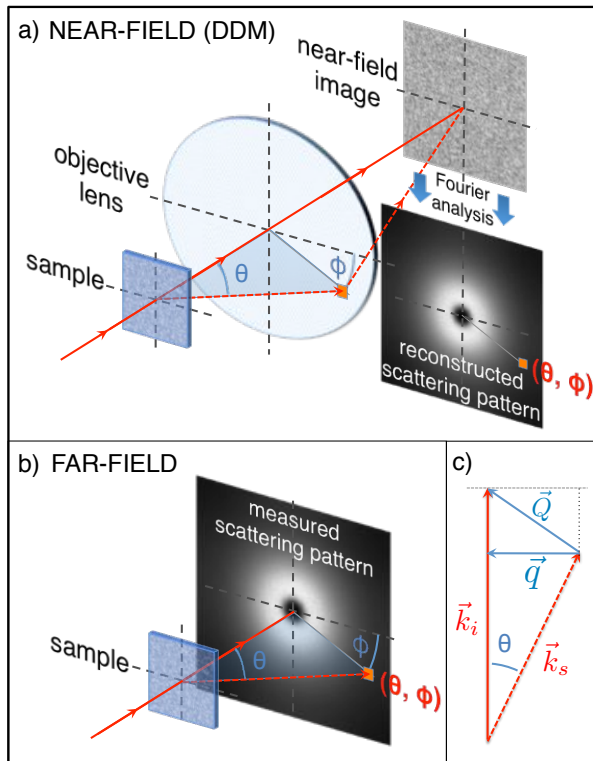 a) NEAR-FIELD (DDM)
near-field
image
objective
lens
Fourier
analysis
sample
θ
ϕ
reconstructed
scattering pattern
(θ, ϕ)
b) FAR-FIELD
measured
scattering pattern
sample
θ
ϕ
(θ, ϕ)
c)
Q⃗
q⃗
k⃗ᵢ
θ
k⃗ₛ